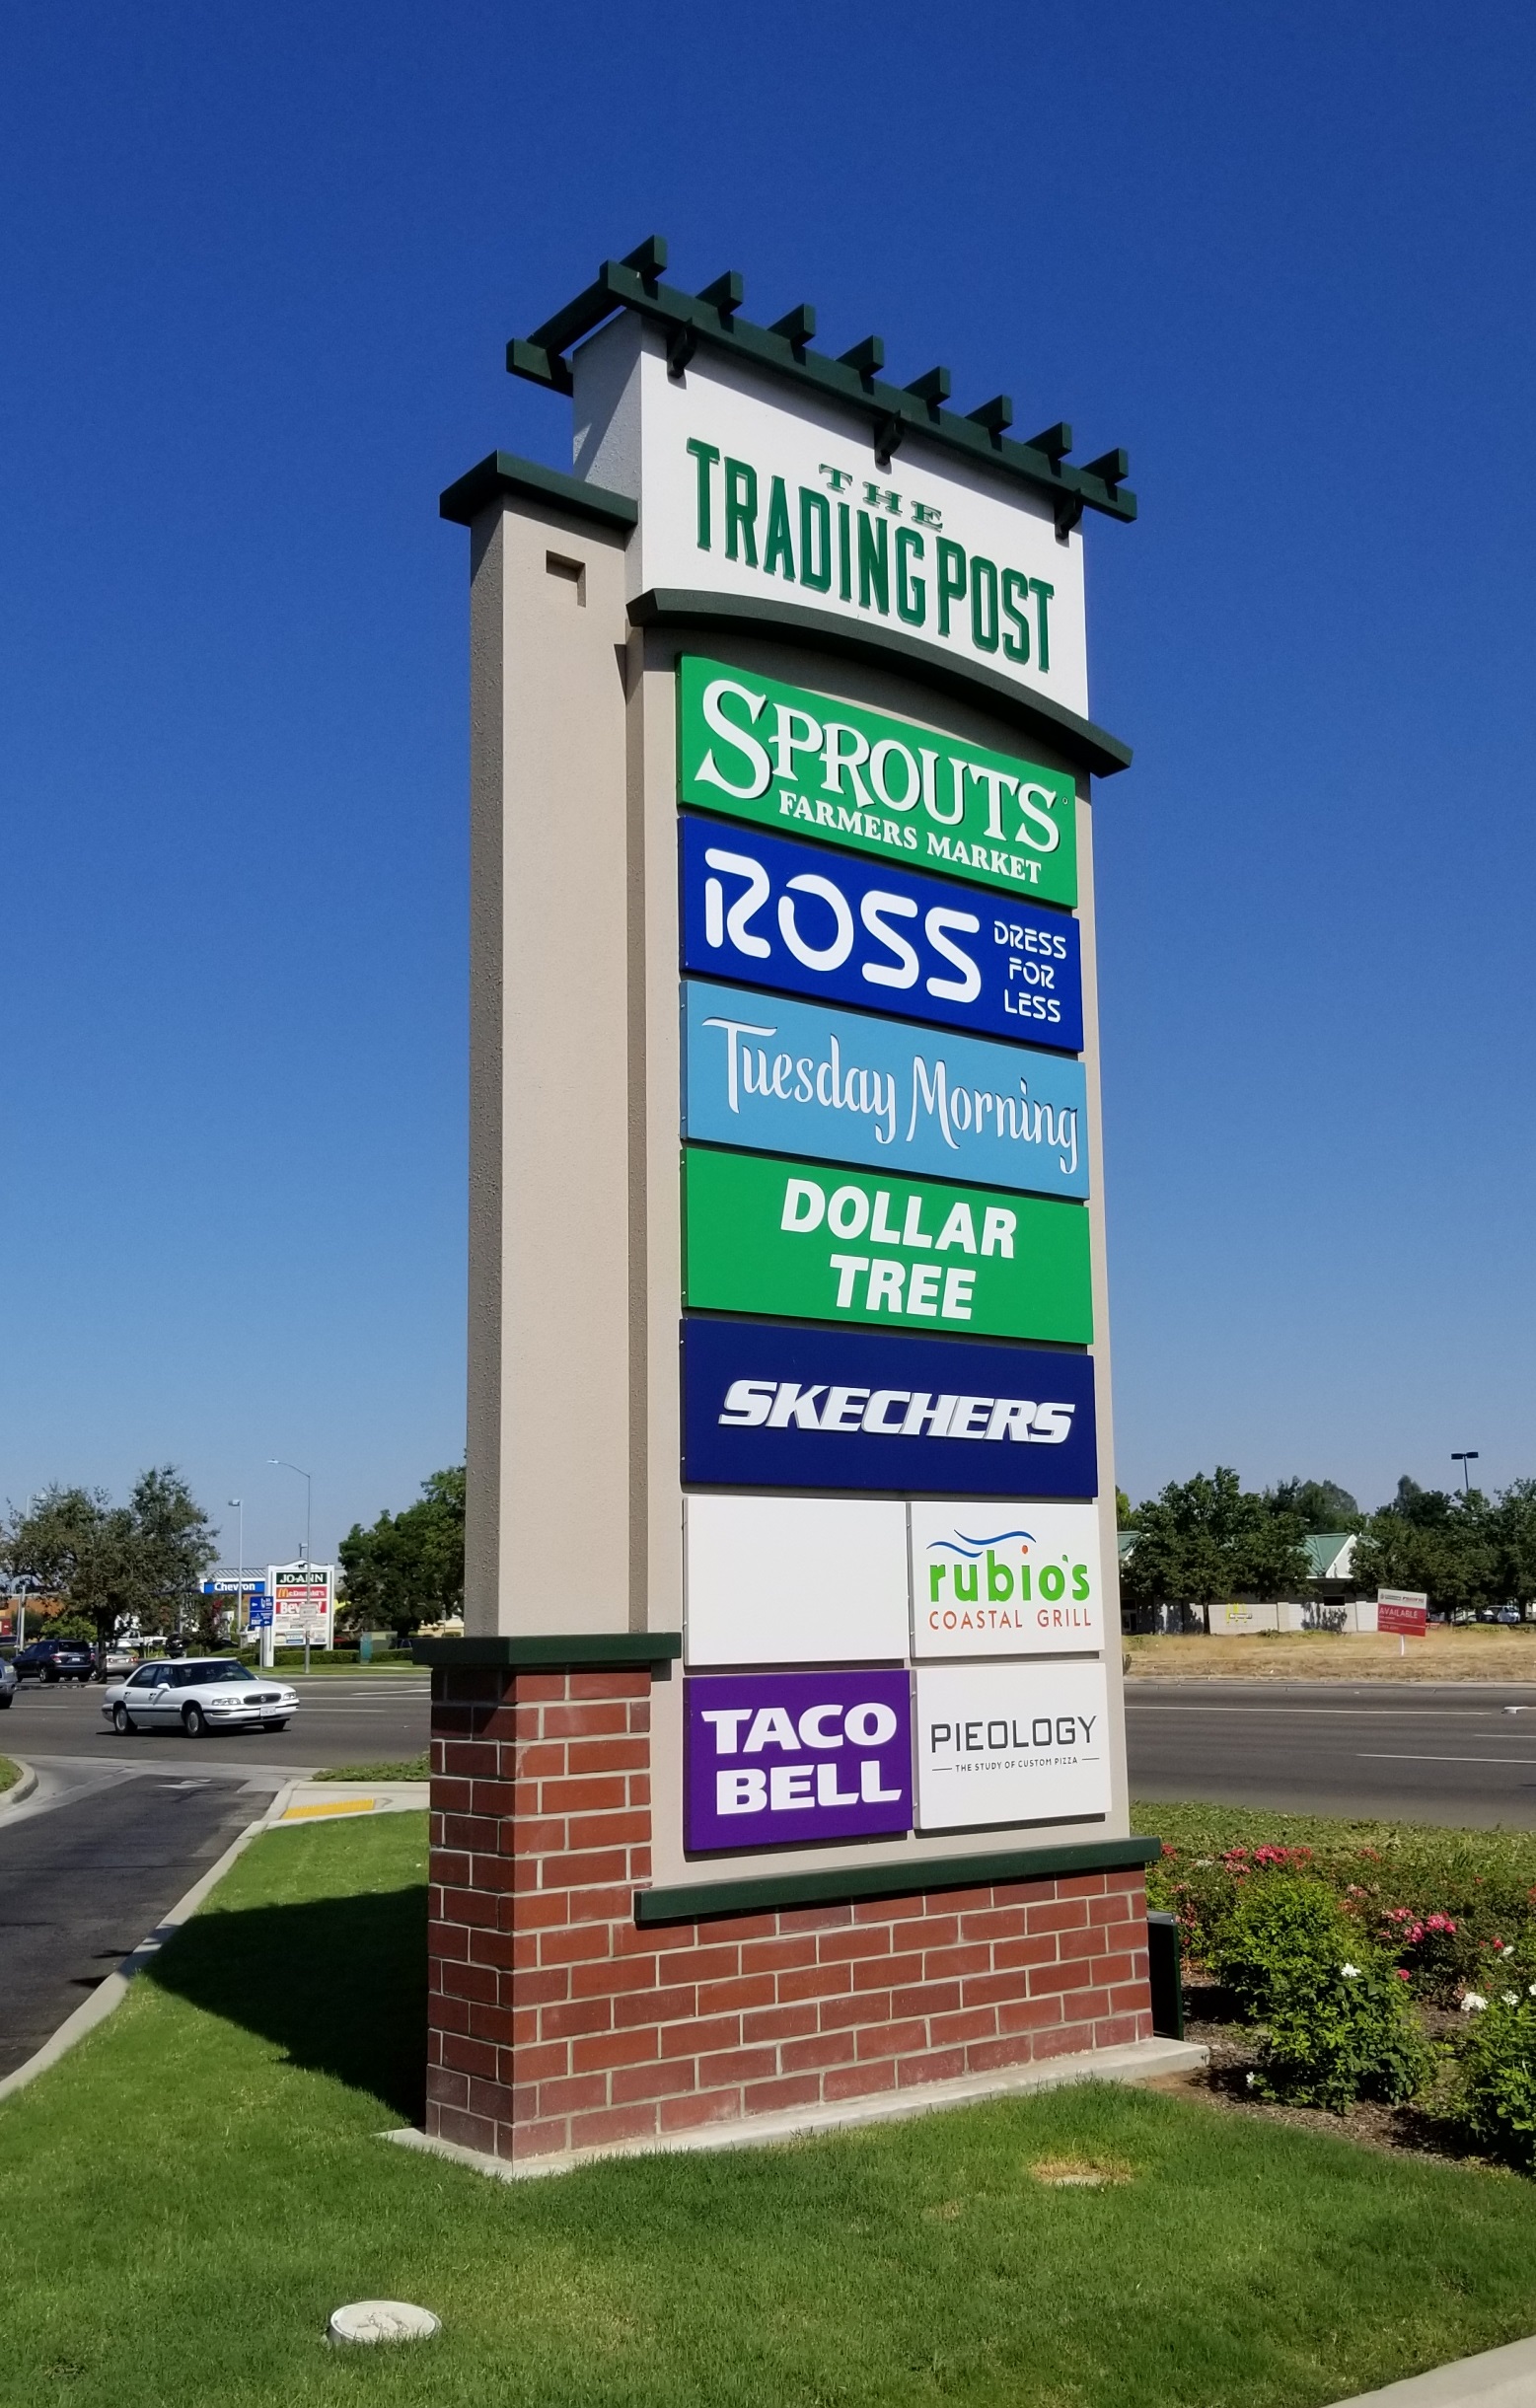 THE
TRADING POST
SPROUTS
FARMERS MARKET
ROSS
DRESS
FOR
LESS
Tuesday Morning
DOLLAR
TREE
SKECHERS
rubio's
COASTAL GRILL
TACO
BELL
PIEOLOGY
THE STUDY OF CUSTOM PIZZA
Chevron
JO-ANN
McDonald's
AVAILABLE